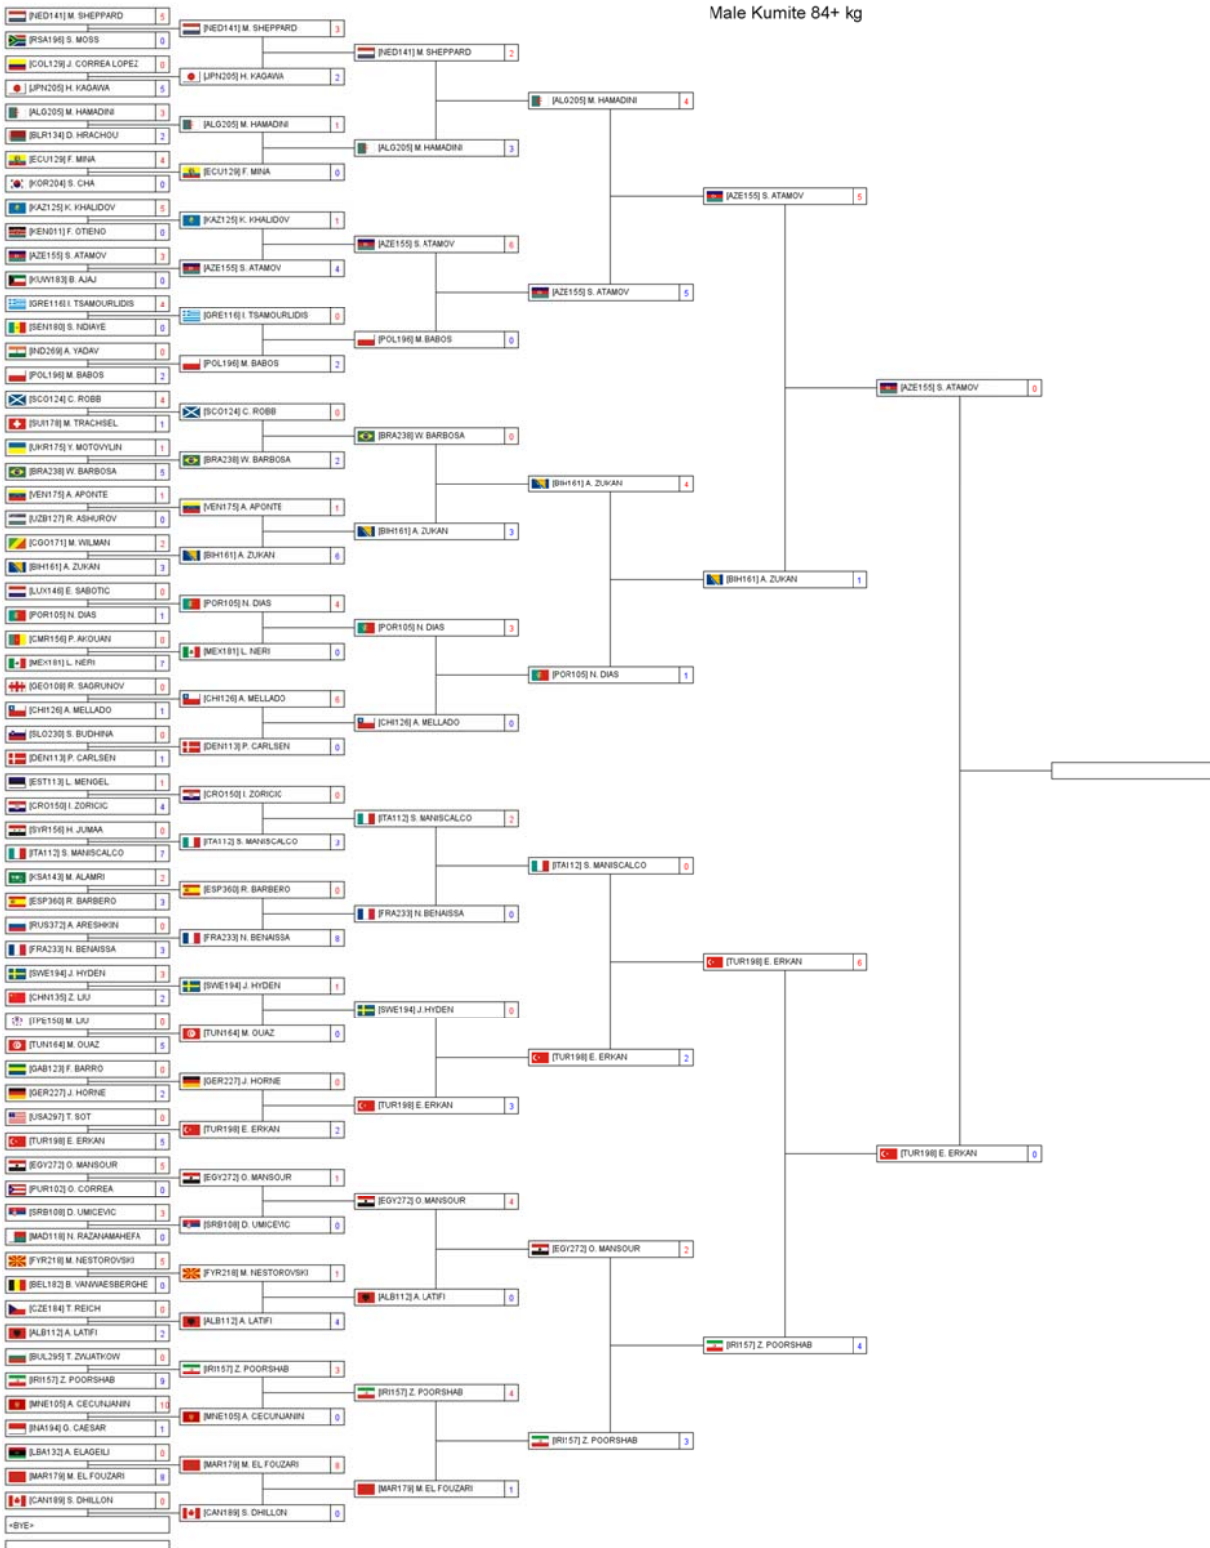 Male Kumite 84+ kg
[NED141] M. SHEPPARD 5
[RSA196] S. MOSS 0
[COL129] J. CORREA LOPEZ 0
[JPN205] H. KAGAWA 5
[ALG205] M. HAMADINI 3
[BLR134] D. HRACHOU 2
[ECU129] F. MINA 4
[KOR204] S. CHA 0
[KAZ125] K. KHALIDOV 5
[KEN011] F. OTIENO 0
[AZE155] S. ATAMOV 3
[KUW183] B. AJAJ 0
[GRE116] I. TSAMOURLIDIS 4
[SEN180] S. NDIAYE 0
[IND269] A. YADAV 0
[POL196] M. BABOS 2
[SCO124] C. ROBB 4
[SUI178] M. TRACHSEL 1
[UKR175] Y. MOTOVYLIN 1
[BRA238] W. BARBOSA 5
[VEN175] A. APONTE 1
[UZB127] R. ASHUROV 0
[CGO171] M. WILMAN 2
[BIH161] A. ZUKAN 3
[LUX146] E. SABOTIC 0
[POR105] N. DIAS 1
[CMR156] P. AKOUAN 0
[MEX181] L. NERI 7
[GEO108] R. SAGRUNOV 0
[CHI126] A. MELLADO 1
[SLO230] S. BUDHINA 0
[DEN113] P. CARLSEN 1
[EST113] L. MENGEL 1
[CRO150] I. ZORICIC 4
[SYR156] H. JUMAA 0
[ITA112] S. MANISCALCO 7
[KSA143] M. ALAMRI 2
[ESP360] R. BARBERO 3
[RUS372] A. ARESHKIN 0
[FRA233] N. BENAISSA 3
[SWE194] J. HYDEN 3
[CHN135] Z. LIU 2
[TPE150] M. LIU 0
[TUN164] M. OUAZ 5
[GAB123] F. BARRO 0
[GER227] J. HORNE 2
[USA297] T. SOT 0
[TUR198] E. ERKAN 5
[EGY272] O. MANSOUR 5
[PUR102] O. CORREA 0
[SRB108] D. UMICEVIC 3
[MAD118] N. RAZANAMAHEFA 0
[FYR218] M. NESTOROVSKI 5
[BEL182] B. VANWAESBERGHE 0
[CZE184] T. REICH 0
[ALB112] A. LATIFI 2
[BUL295] T. ZWJATKOW 0
[IRI157] Z. POORSHAB 9
[MNE105] A. CECUNJANIN 10
[INA194] G. CAESAR 1
[LBA132] A. ELAGEILI 0
[MAR179] M. EL FOUZARI 8
[CAN189] S. DHILLON 0
<BYE>
[NED141] M. SHEPPARD 3
[JPN205] H. KAGAWA 2
[ALG205] M. HAMADINI 1
[ECU129] F. MINA 0
[KAZ125] K. KHALIDOV 1
[AZE155] S. ATAMOV 4
[GRE116] I. TSAMOURLIDIS 0
[POL196] M. BABOS 2
[SCO124] C. ROBB 0
[BRA238] W. BARBOSA 2
[VEN175] A. APONTE 1
[BIH161] A. ZUKAN 6
[POR105] N. DIAS 4
[MEX181] L. NERI 0
[CHI126] A. MELLADO 6
[DEN113] P. CARLSEN 0
[CRO150] I. ZORICIC 0
[ITA112] S. MANISCALCO 3
[ESP360] R. BARBERO 0
[FRA233] N. BENAISSA 8
[SWE194] J. HYDEN 1
[TUN164] M. OUAZ 0
[GER227] J. HORNE 0
[TUR198] E. ERKAN 2
[EGY272] O. MANSOUR 1
[SRB108] D. UMICEVIC 0
[FYR218] M. NESTOROVSKI 1
[ALB112] A. LATIFI 4
[IRI157] Z. POORSHAB 3
[MNE105] A. CECUNJANIN 0
[MAR179] M. EL FOUZARI 8
[CAN189] S. DHILLON 0
[NED141] M. SHEPPARD 2
[ALG205] M. HAMADINI 3
[AZE155] S. ATAMOV 6
[POL196] M. BABOS 0
[BRA238] W. BARBOSA 0
[BIH161] A. ZUKAN 3
[POR105] N. DIAS 3
[CHI126] A. MELLADO 0
[ITA112] S. MANISCALCO 2
[FRA233] N. BENAISSA 0
[SWE194] J. HYDEN 0
[TUR198] E. ERKAN 3
[EGY272] O. MANSOUR 4
[ALB112] A. LATIFI 0
[IRI157] Z. POORSHAB 4
[MAR179] M. EL FOUZARI 1
[ALG205] M. HAMADINI 4
[AZE155] S. ATAMOV 5
[BIH161] A. ZUKAN 4
[POR105] N. DIAS 1
[ITA112] S. MANISCALCO 0
[TUR198] E. ERKAN 2
[EGY272] O. MANSOUR 2
[IRI157] Z. POORSHAB 3
[AZE155] S. ATAMOV 5
[BIH161] A. ZUKAN 1
[TUR198] E. ERKAN 6
[IRI157] Z. POORSHAB 4
[AZE155] S. ATAMOV 0
[TUR198] E. ERKAN 0